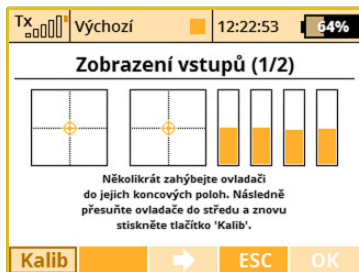 Tx Výchozí 12:22:53 64%
Zobrazení vstupů (1/2)
Několikrát zahýbejte ovladači
do jejich koncových poloh. Následně
přesuňte ovladače do středu a znovu
stiskněte tlačítko 'Kalib'.
Kalib ESC OK